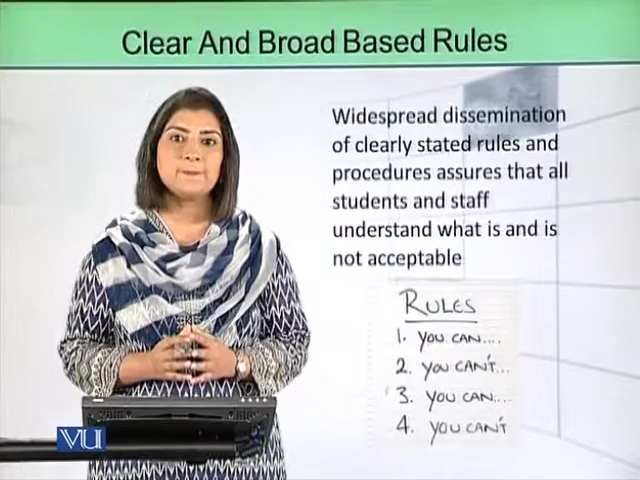 Clear And Broad Based Rules
Widespread dissemination
of clearly stated rules and
procedures assures that all
students and staff
understand what is and is
not acceptable
RULES
1. YOU CAN....
2. YOU CAN'T...
3. YOU CAN....
4. YOU CAN'T
VU